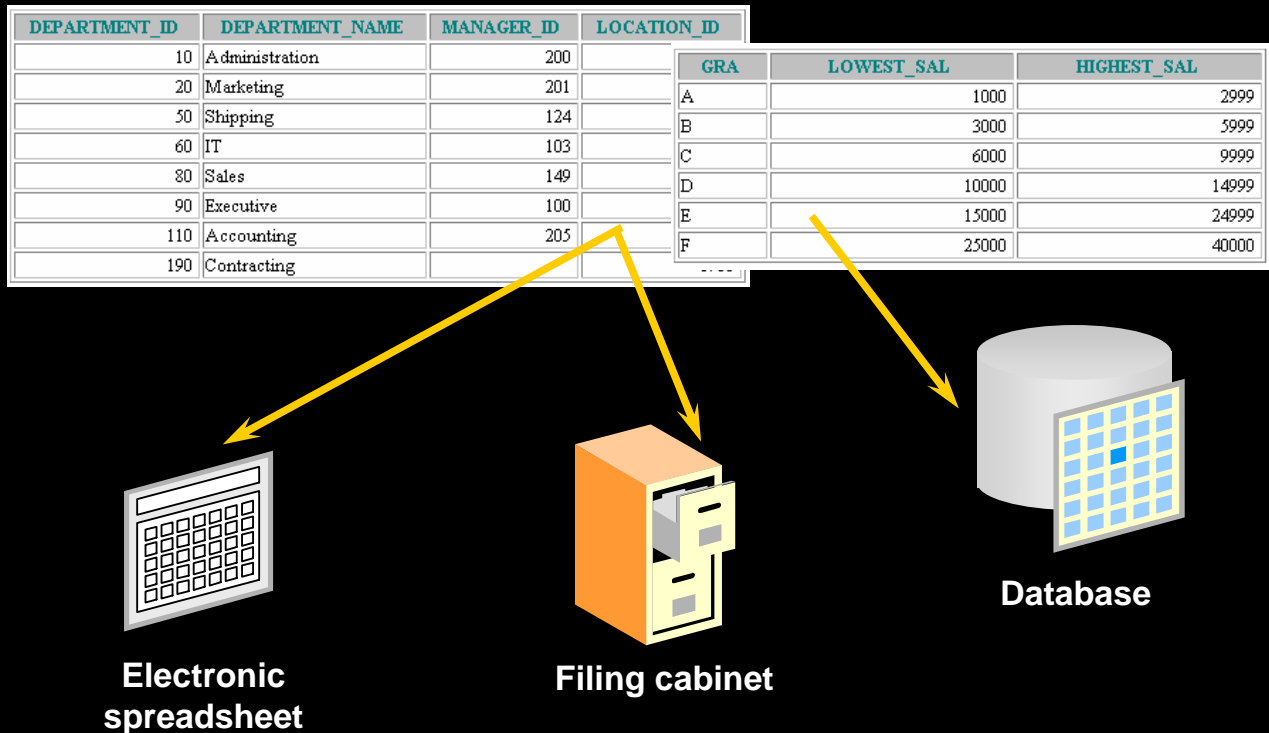 DEPARTMENT_ID DEPARTMENT_NAME MANAGER_ID LOCATION_ID
10 Administration 200
20 Marketing 201
50 Shipping 124
60 IT 103
80 Sales 149
90 Executive 100
110 Accounting 205
190 Contracting
GRA LOWEST_SAL HIGHEST_SAL
A 1000 2999
B 3000 5999
C 6000 9999
D 10000 14999
E 15000 24999
F 25000 40000
Electronic
spreadsheet
Filing cabinet
Database